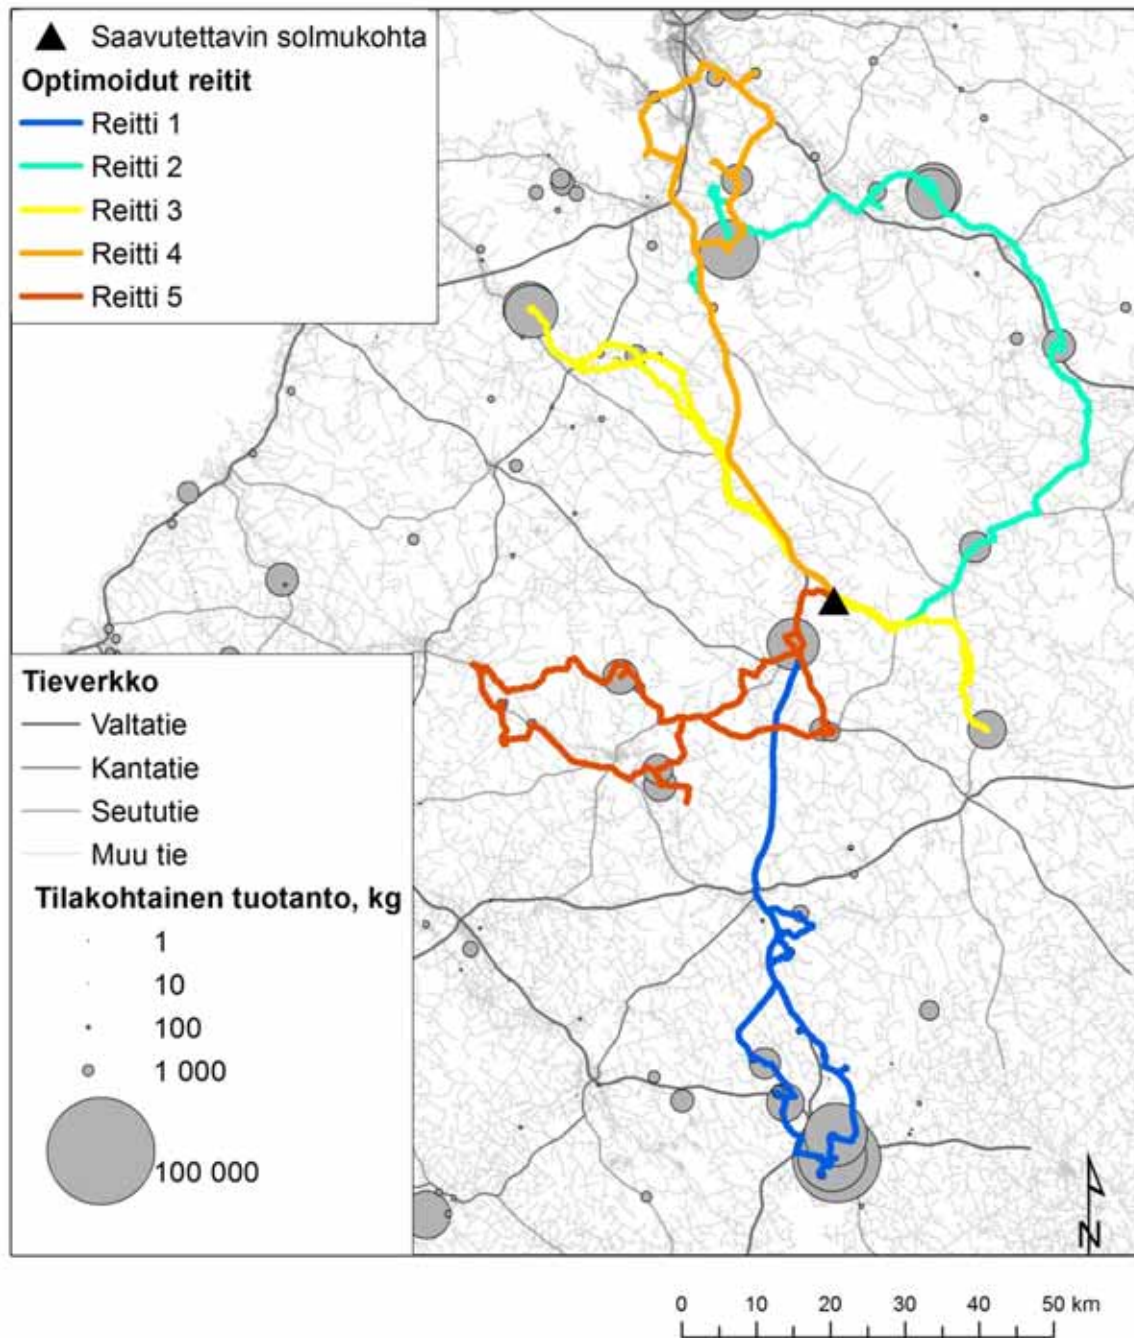 Saavutettavin solmukohta
Optimoidut reitit
Reitti 1
Reitti 2
Reitti 3
Reitti 4
Reitti 5
Tieverkko
Valtatie
Kantatie
Seututie
Muu tie
Tilakohtainen tuotanto, kg
1
10
100
1 000
100 000
N
0 10 20 30 40 50 km